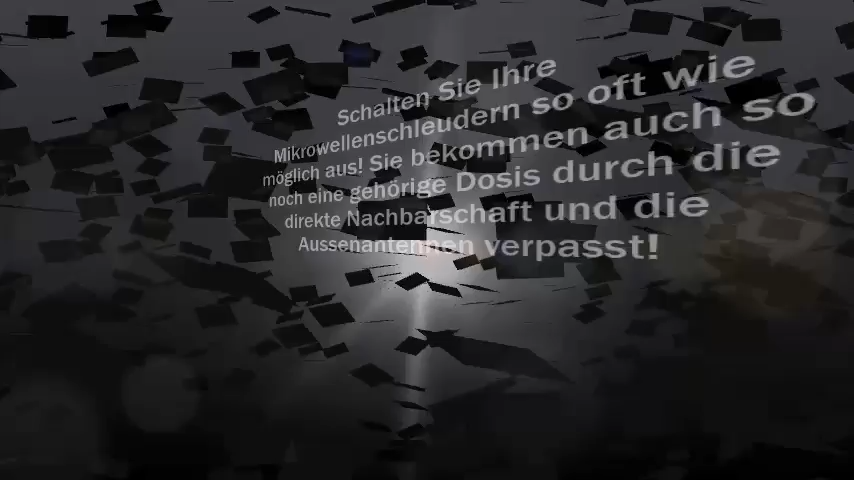 Schalten Sie Ihre
Mikrowellenschleudern so oft wie
möglich aus! Sie bekommen auch so
noch eine gehörige Dosis durch die
direkte Nachbarschaft und die
Aussenantennen verpasst!